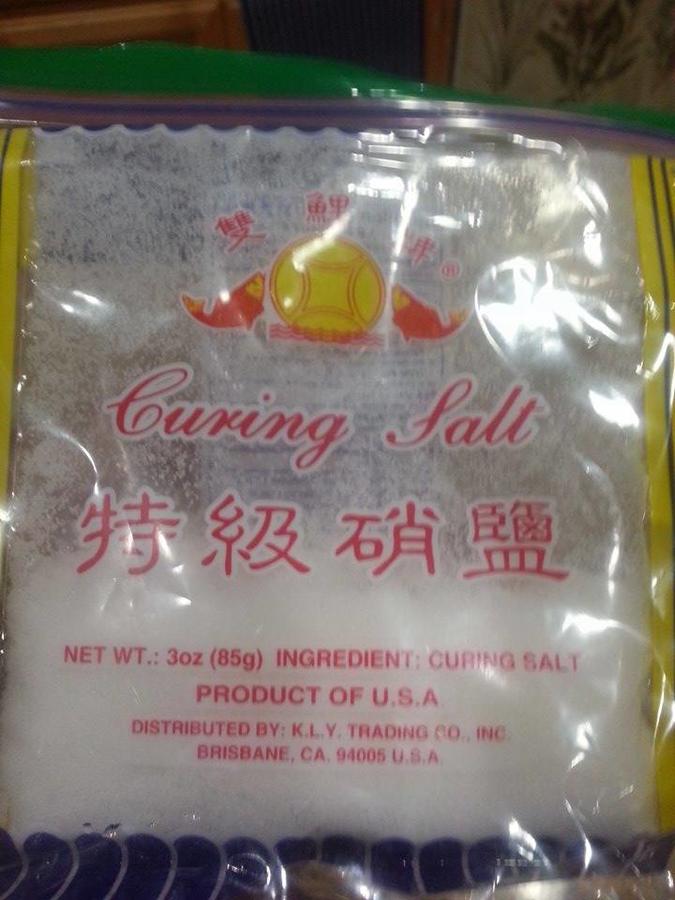 雙鯉牌®
Curing Salt
特級硝鹽
NET WT.: 3oz (85g) INGREDIENT: CURING SALT
PRODUCT OF U.S.A.
DISTRIBUTED BY: K.L.Y. TRADING CO., INC.
BRISBANE, CA. 94005 U.S.A.